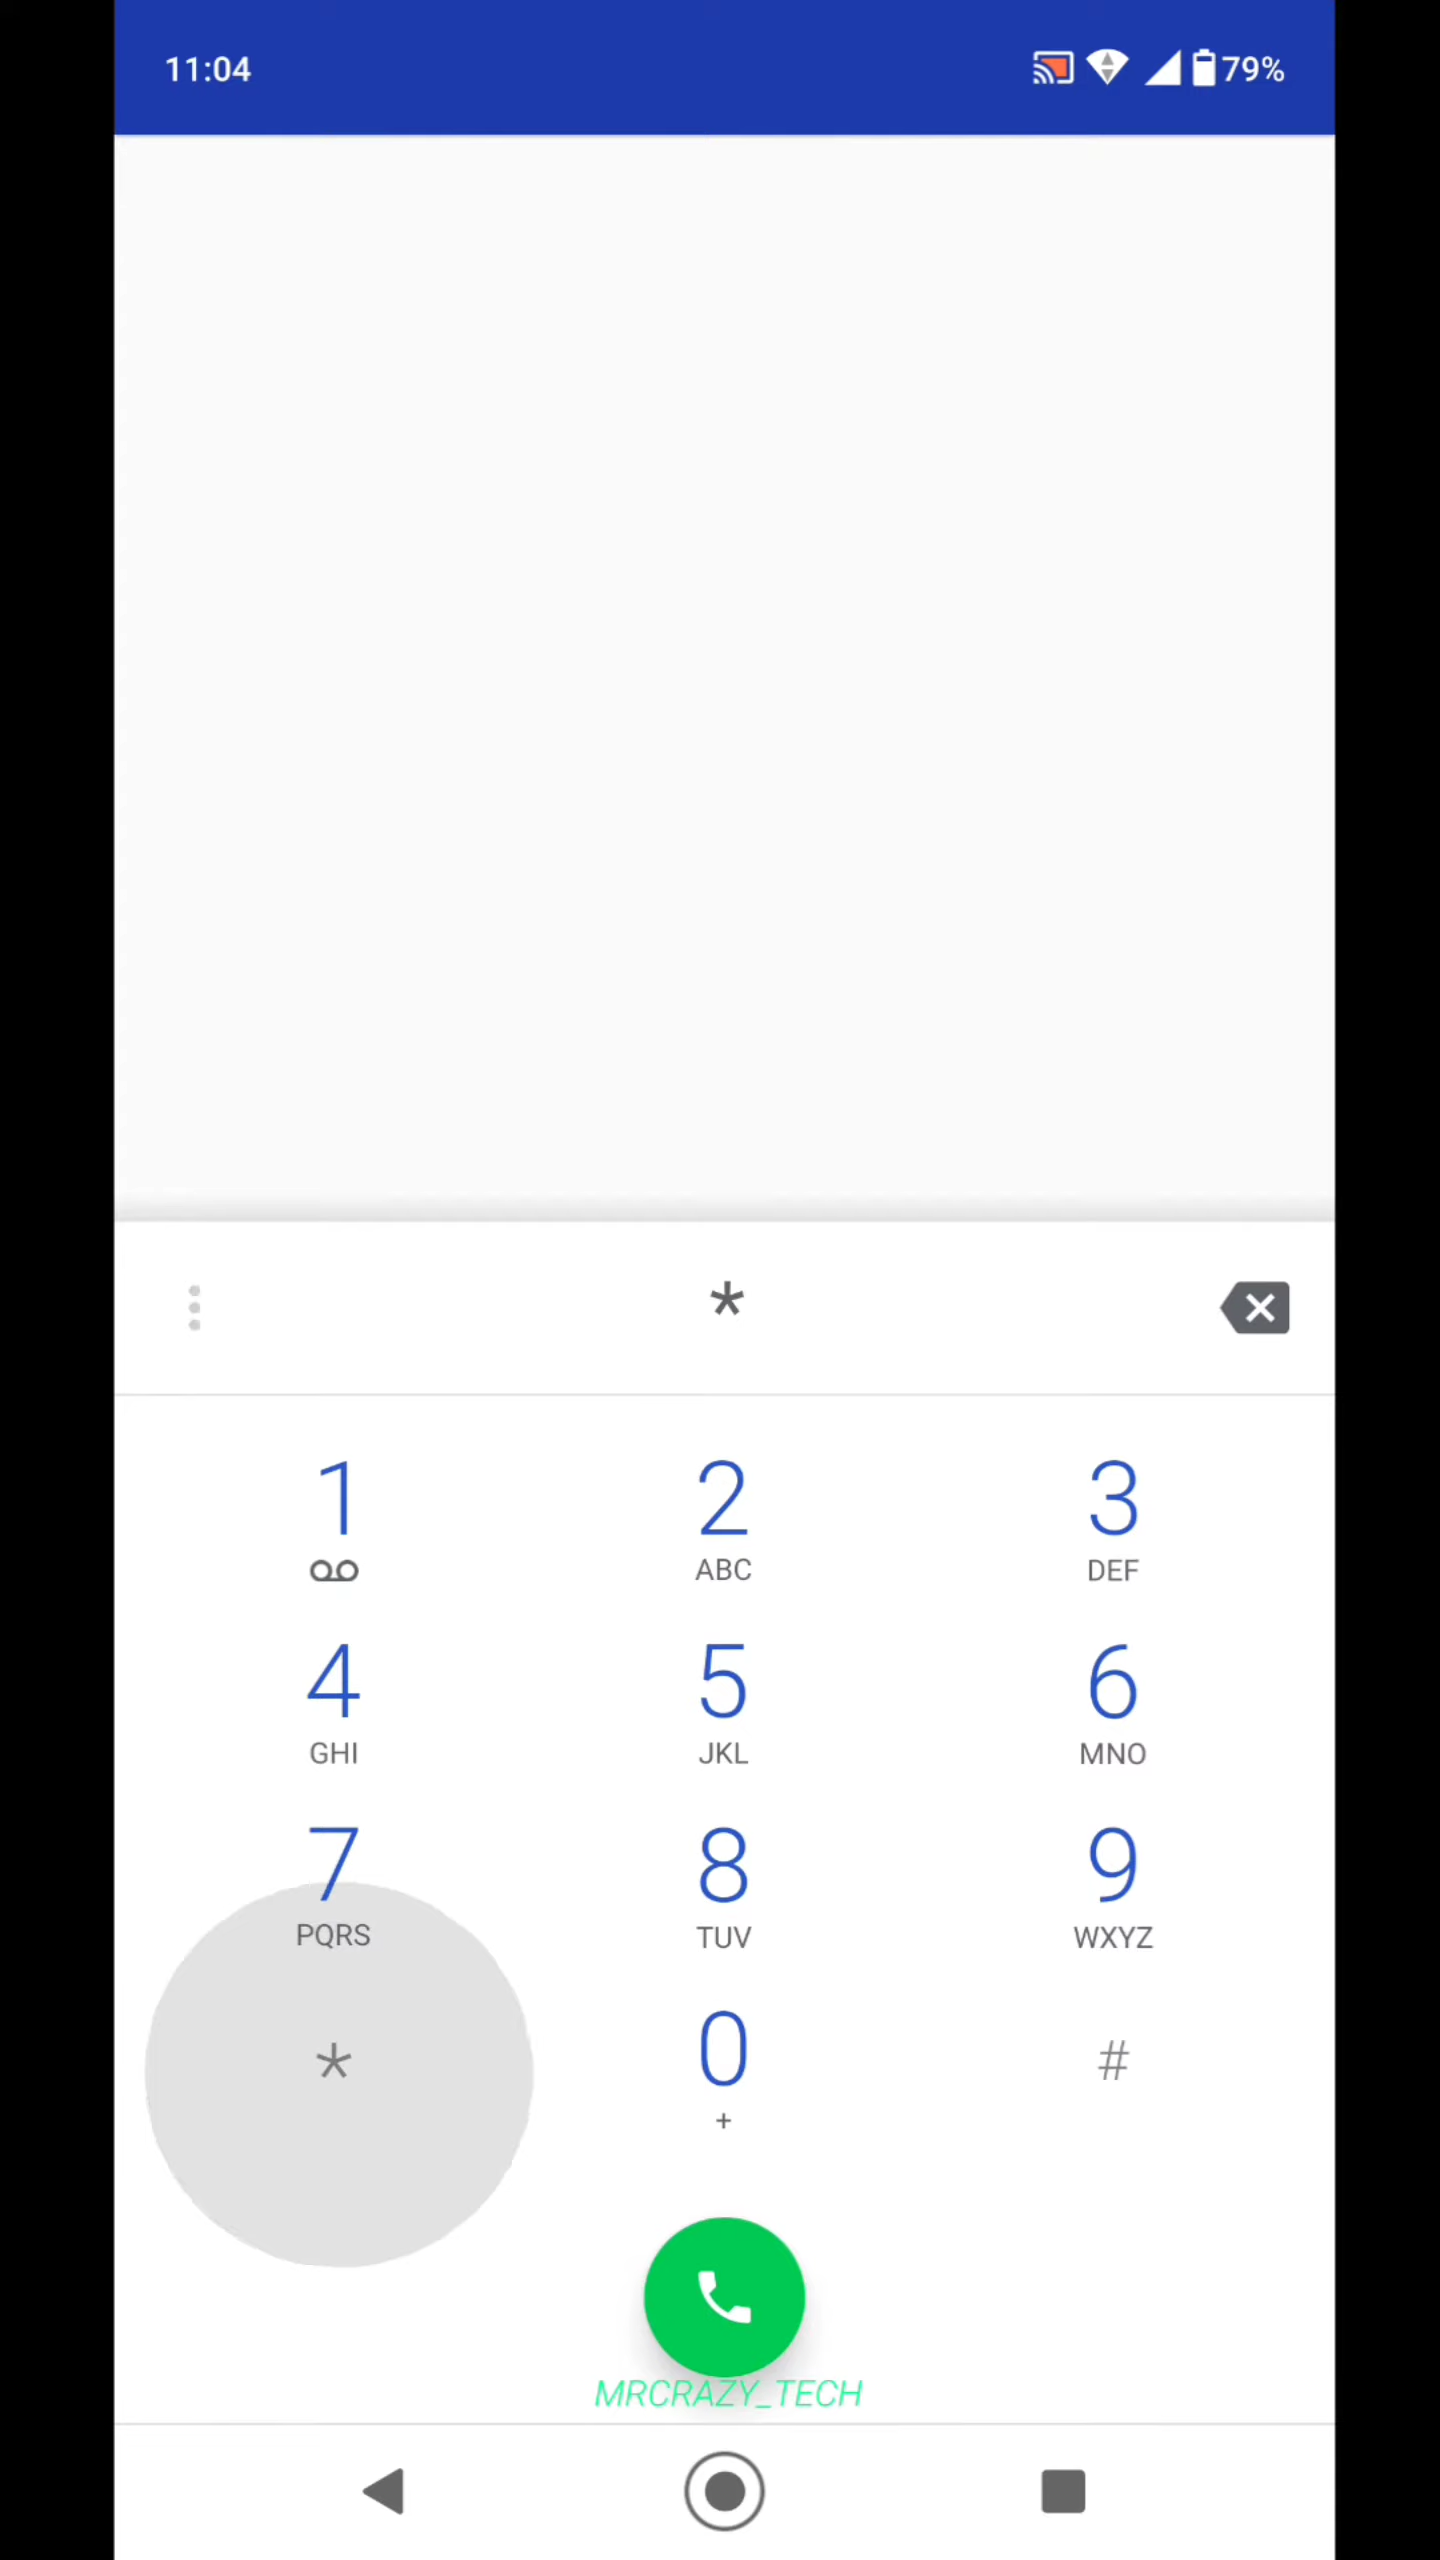 11:04 79%
*
1 2 3
ABC DEF
4 5 6
GHI JKL MNO
7 8 9
PQRS TUV WXYZ
* 0 #
+
MRCRAZY_TECH